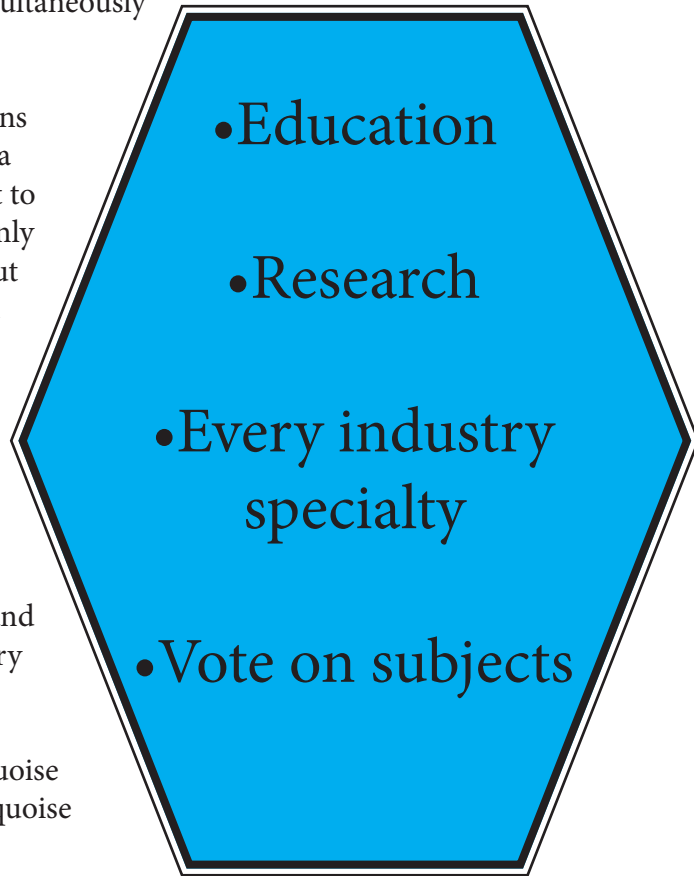 ultaneously
ns
a
t to
nly
ut
nd
ry
uoise
quoise
•Education
•Research
•Every industry
specialty
•Vote on subjects